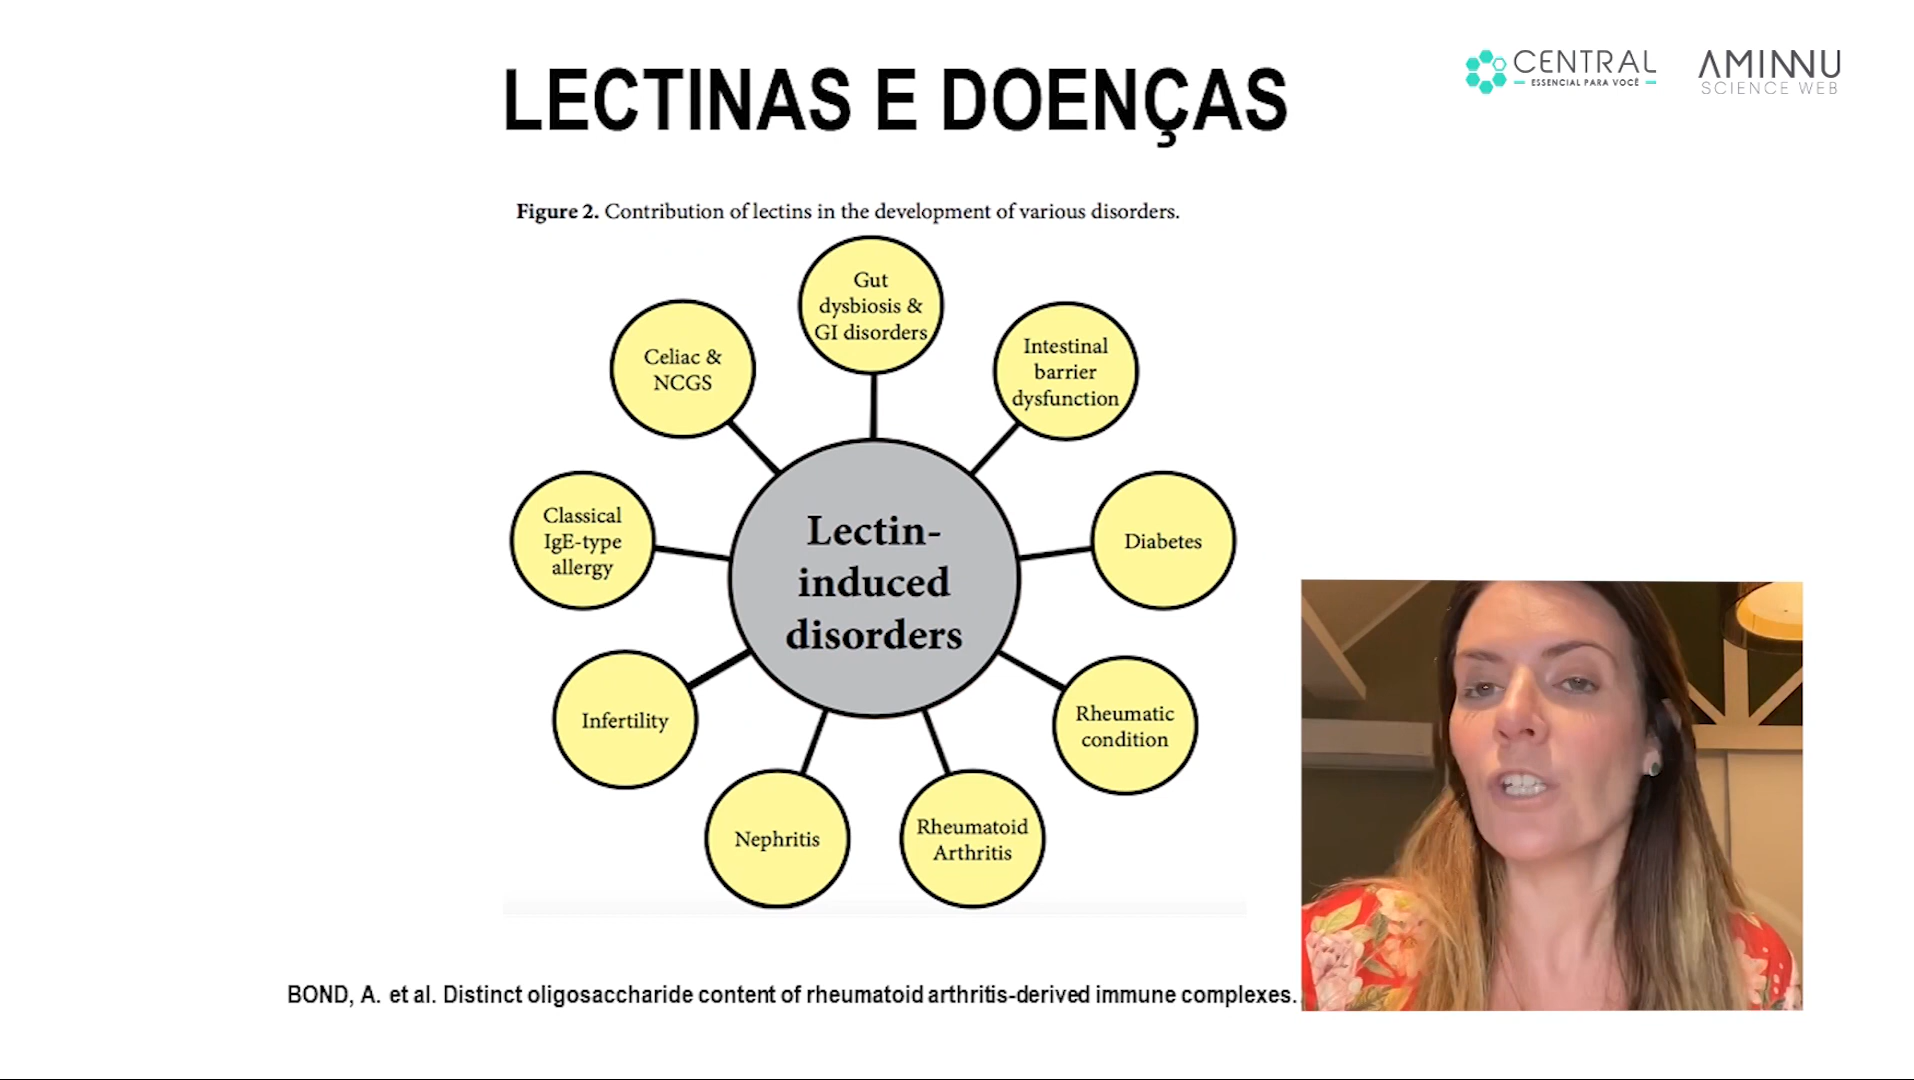 LECTINAS E DOENÇAS
CENTRAL
ESSENCIAL PARA VOCÊ
AMINNU
SCIENCE WEB
Figure 2. Contribution of lectins in the development of various disorders.
Gut
dysbiosis &
GI disorders
Celiac &
NCGS
Intestinal
barrier
dysfunction
Classical
IgE-type
allergy
Lectin-
induced
disorders
Diabetes
Infertility
Rheumatic
condition
Nephritis
Rheumatoid
Arthritis
BOND, A. et al. Distinct oligosaccharide content of rheumatoid arthritis-derived immune complexes.